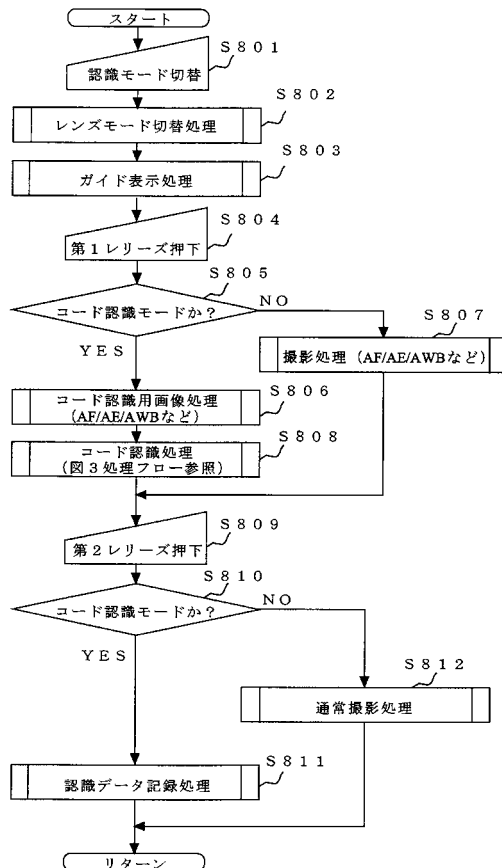 スタート
S801
認識モード切替
S802
レンズモード切替処理
S803
ガイド表示処理
S804
第1レリーズ押下
S805
コード認識モードか?
NO
YES
S807
撮影処理(AF/AE/AWBなど)
S806
コード認識用画像処理
(AF/AE/AWBなど)
S808
コード認識処理
(図3処理フロー参照)
S809
第2レリーズ押下
S810
コード認識モードか?
NO
YES
S812
通常撮影処理
S811
認識データ記録処理
リターン